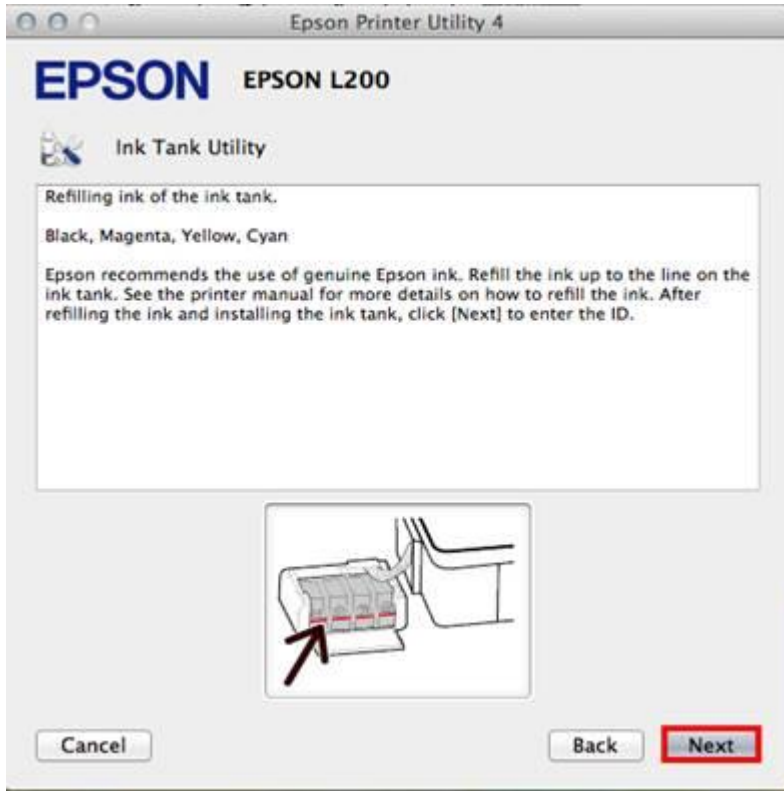 Epson Printer Utility 4
EPSON EPSON L200
Ink Tank Utility
Refilling ink of the ink tank.
Black, Magenta, Yellow, Cyan
Epson recommends the use of genuine Epson ink. Refill the ink up to the line on the
ink tank. See the printer manual for more details on how to refill the ink. After
refilling the ink and installing the ink tank, click [Next] to enter the ID.
Cancel Back Next